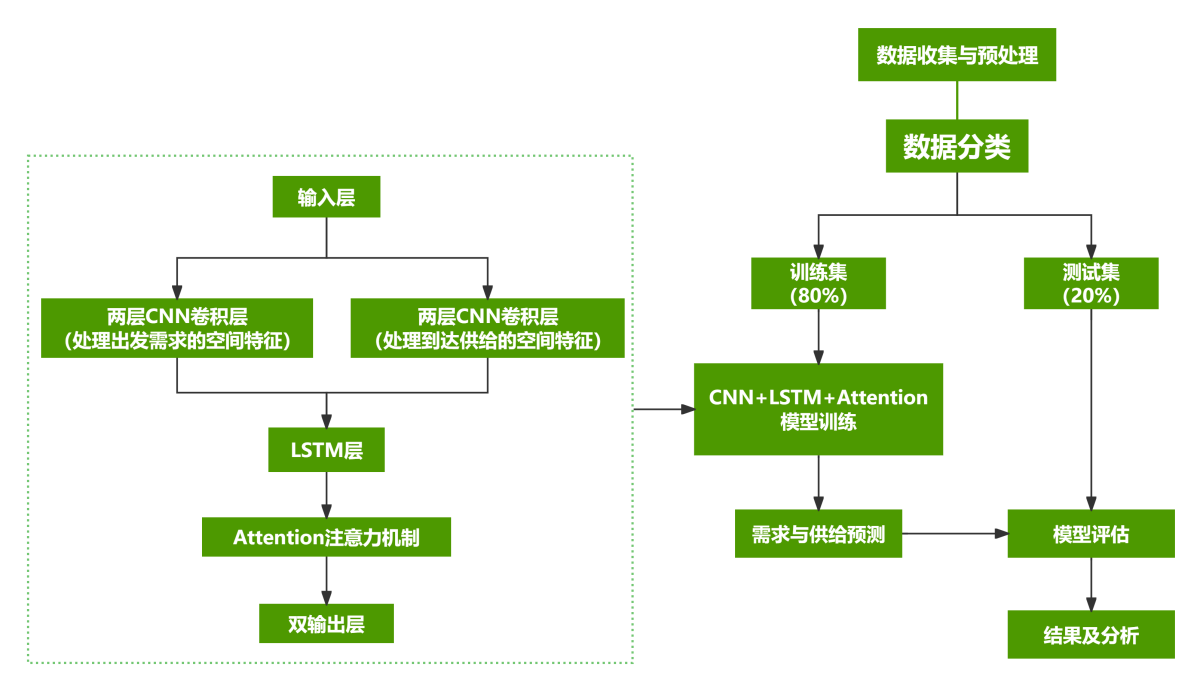 数据收集与预处理
数据分类
输入层
训练集
（80%）
测试集
（20%）
两层CNN卷积层
（处理出发需求的空间特征）
两层CNN卷积层
（处理到达供给的空间特征）
CNN+LSTM+Attention
模型训练
LSTM层
Attention注意力机制
需求与供给预测
模型评估
双输出层
结果及分析